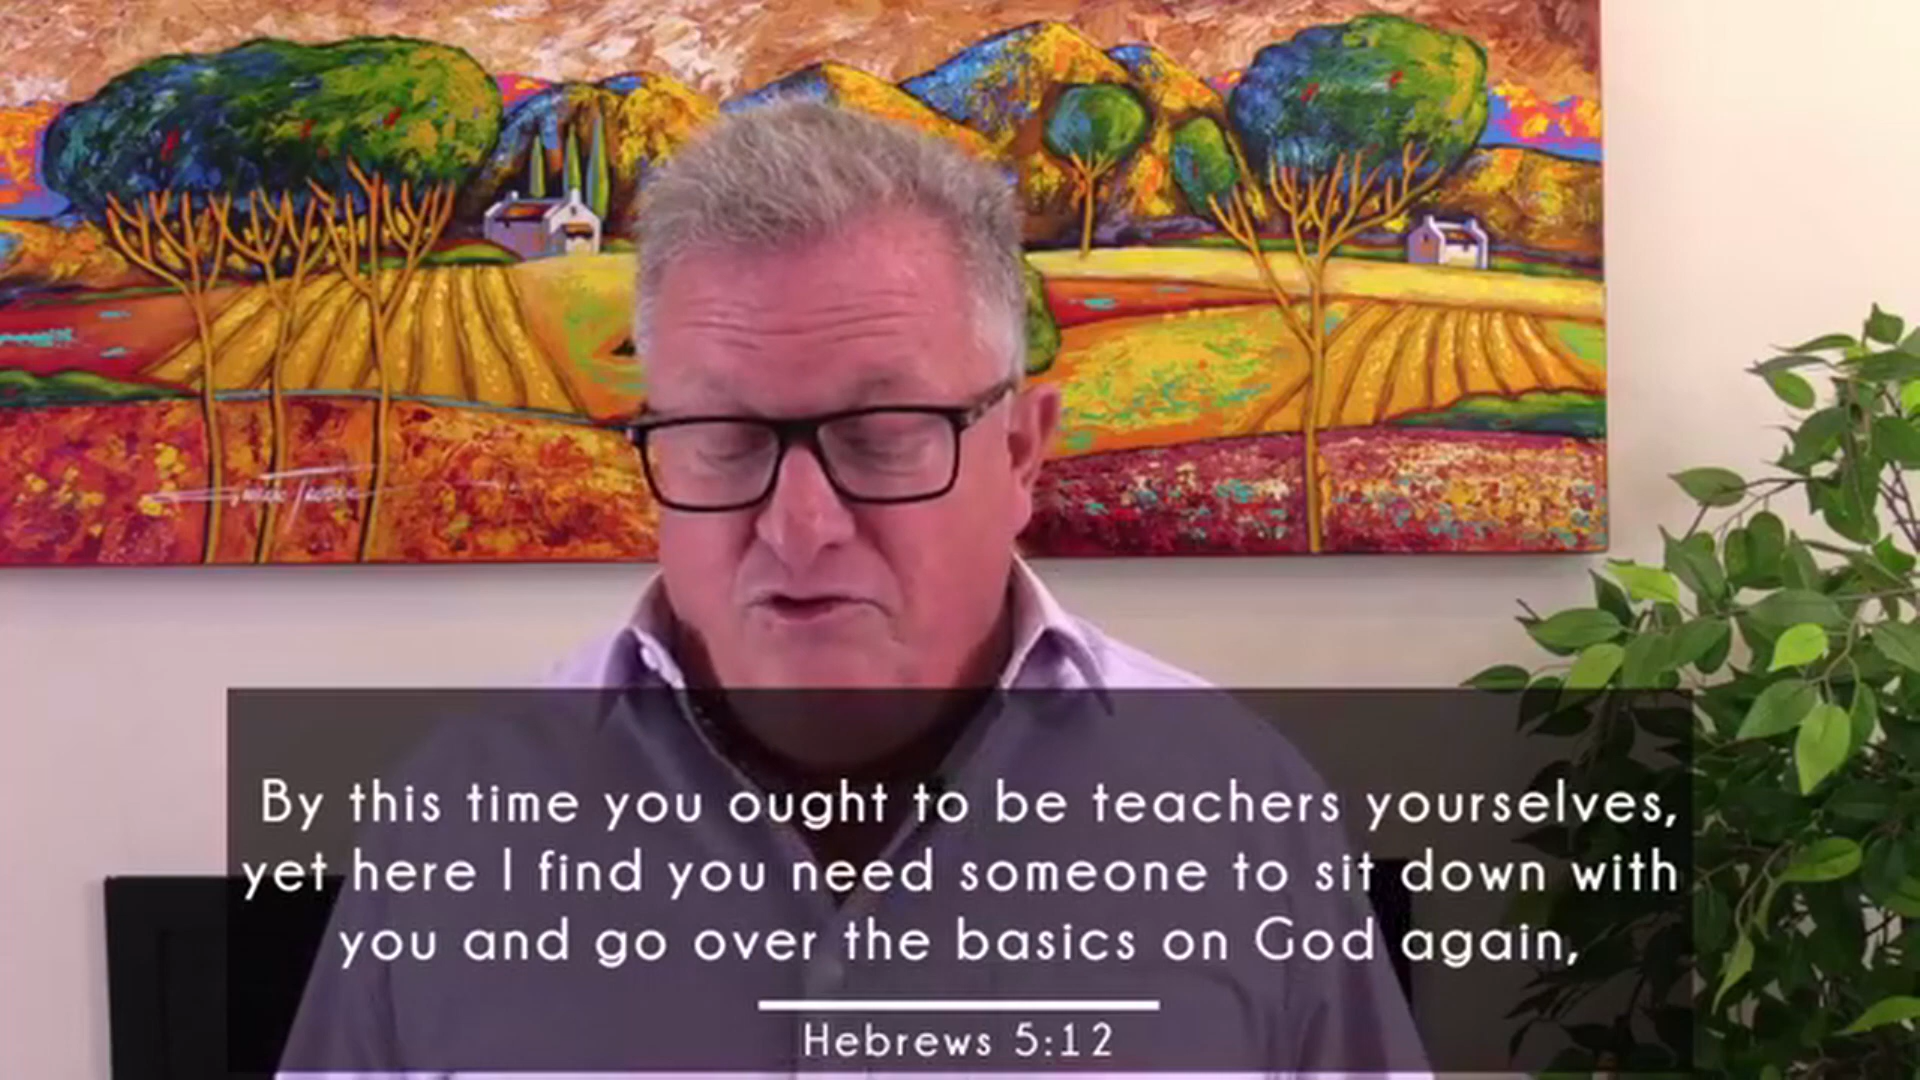 By this time you ought to be teachers yourselves,
yet here I find you need someone to sit down with
you and go over the basics on God again,
Hebrews 5:12